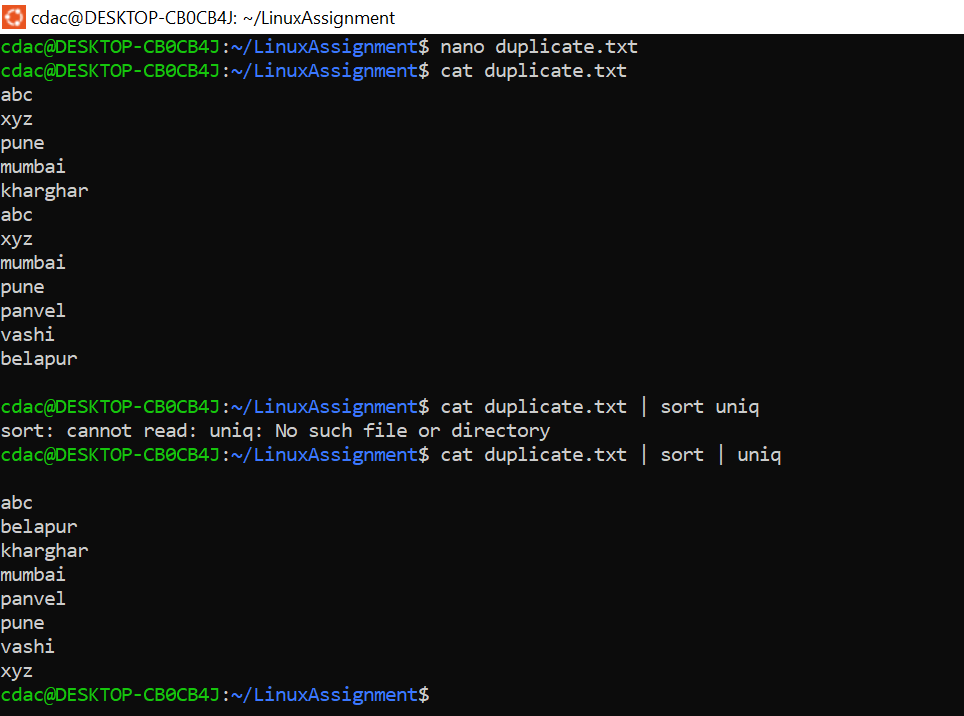 cdac@DESKTOP-CB0CB4J: ~/LinuxAssignment
cdac@DESKTOP-CB0CB4J:~/LinuxAssignment$ nano duplicate.txt
cdac@DESKTOP-CB0CB4J:~/LinuxAssignment$ cat duplicate.txt
abc
xyz
pune
mumbai
kharghar
abc
xyz
mumbai
pune
panvel
vashi
belapur
cdac@DESKTOP-CB0CB4J:~/LinuxAssignment$ cat duplicate.txt | sort uniq
sort: cannot read: uniq: No such file or directory
cdac@DESKTOP-CB0CB4J:~/LinuxAssignment$ cat duplicate.txt | sort | uniq
abc
belapur
kharghar
mumbai
panvel
pune
vashi
xyz
cdac@DESKTOP-CB0CB4J:~/LinuxAssignment$